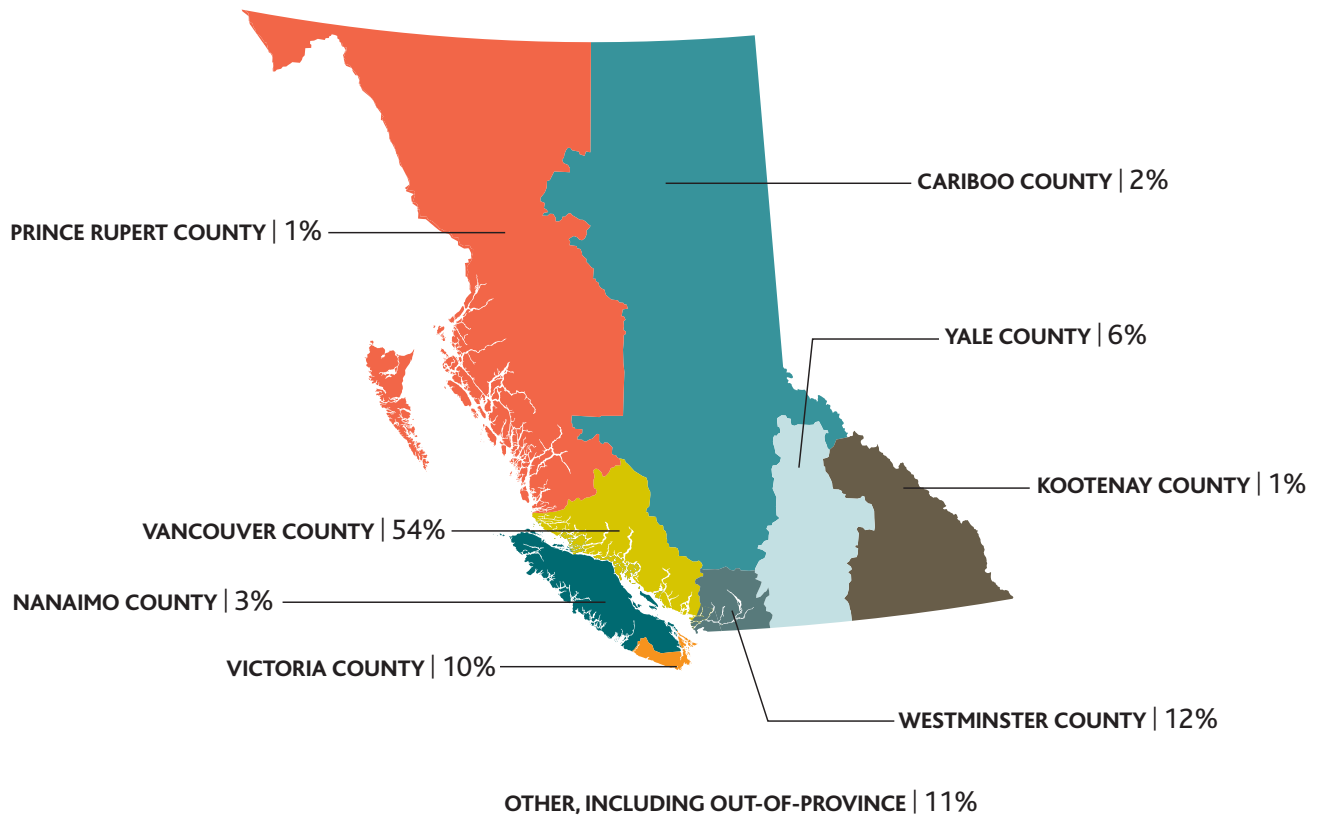 CARIBOO COUNTY | 2%
PRINCE RUPERT COUNTY | 1%
YALE COUNTY | 6%
KOOTENAY COUNTY | 1%
VANCOUVER COUNTY | 54%
NANAIMO COUNTY | 3%
VICTORIA COUNTY | 10%
WESTMINSTER COUNTY | 12%
OTHER, INCLUDING OUT-OF-PROVINCE | 11%